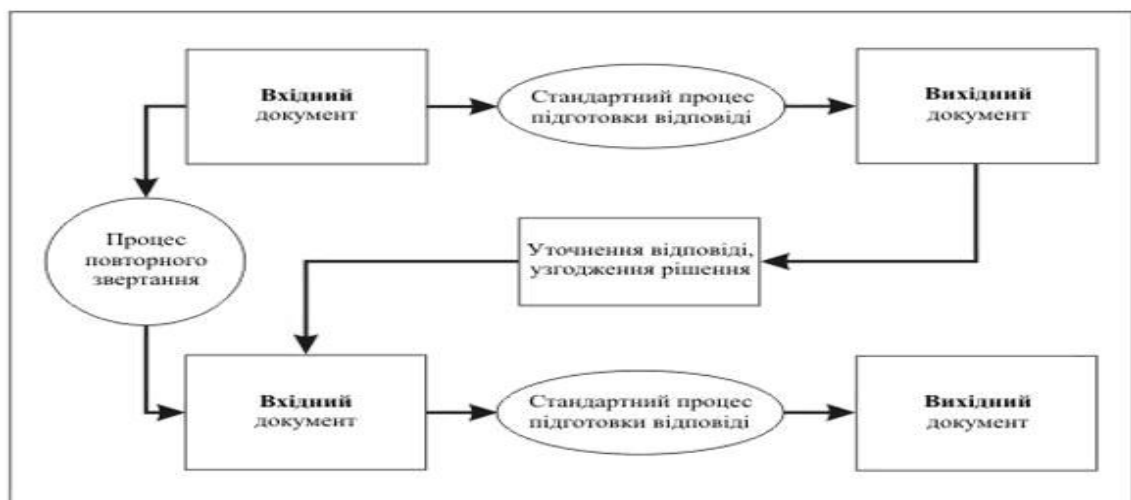 Вхідний
документ
Стандартний процес
підготовки відповіді
Вихідний
документ
Процес
повторного
звертання
Уточнення відповіді,
узгодження рішення
Вхідний
документ
Стандартний процес
підготовки відповіді
Вихідний
документ